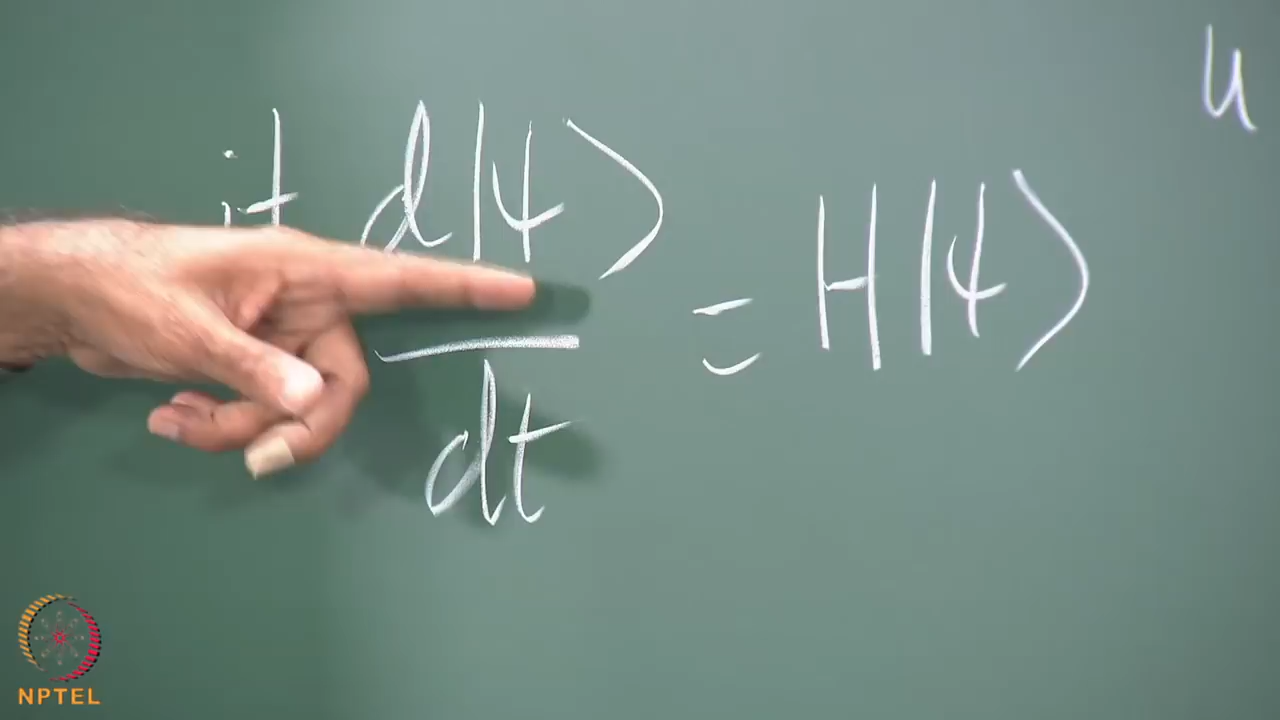 iħ d|ψ⟩ / dt = H|ψ⟩
u
NPTEL